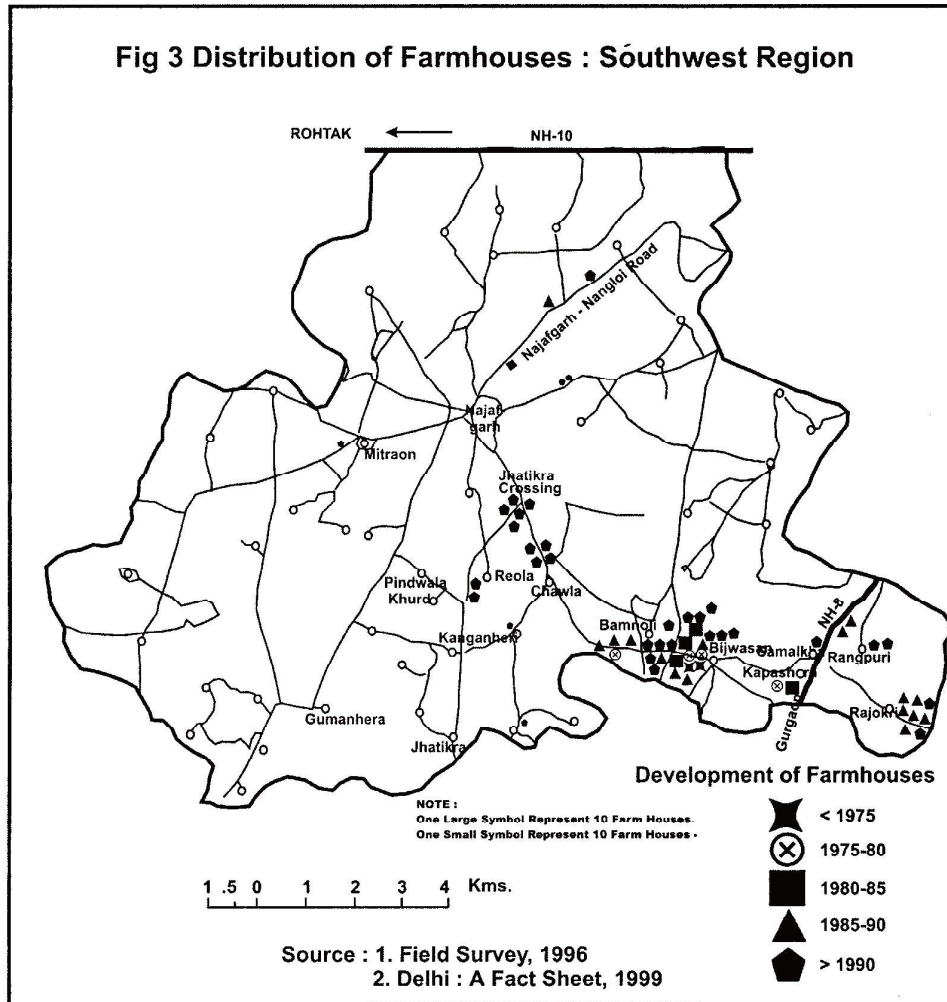 Fig 3 Distribution of Farmhouses : Southwest Region
ROHTAK
NH-10
Najafgarh - Nangloi Road
Najaf
garh
Mitraon
Jhatikra
Crossing
Pindwala
Khurd
Reola
Chawla
Kanganheri
Bamnoli
Bijwasan
Samalkha
Kapashera
NH-8
Rangpuri
Gurgaon
Rajokri
Gumanhera
Jhatikra
NOTE :
One Large Symbol Represent 10 Farm Houses.
One Small Symbol Represent 10 Farm Houses -
Development of Farmhouses
< 1975
1975-80
1980-85
1985-90
> 1990
1 .5 0 1 2 3 4 Kms.
Source : 1. Field Survey, 1996
2. Delhi : A Fact Sheet, 1999